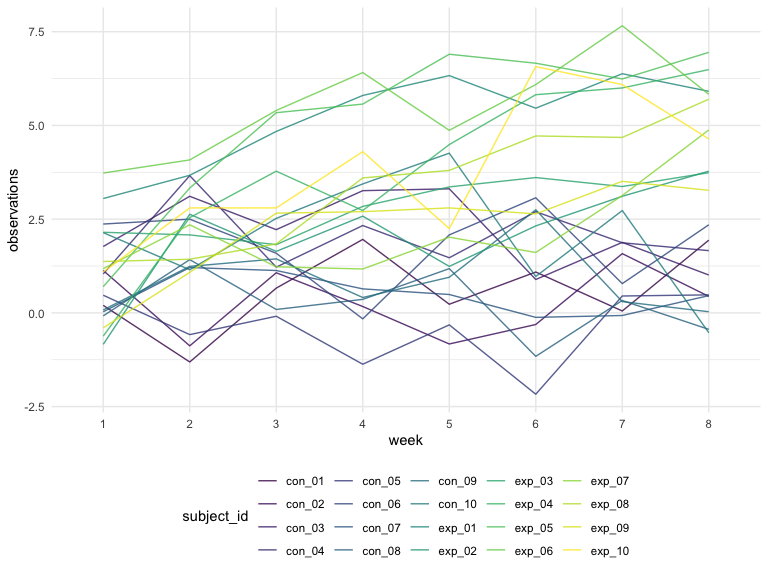 7.5
5.0
2.5
0.0
-2.5
observations
1 2 3 4 5 6 7 8
week
subject_id
con_01 con_05 con_09 exp_03 exp_07
con_02 con_06 con_10 exp_04 exp_08
con_03 con_07 exp_01 exp_05 exp_09
con_04 con_08 exp_02 exp_06 exp_10